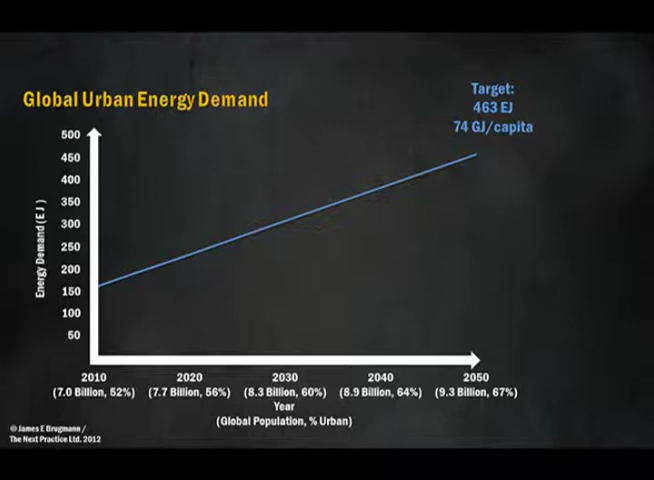 Target:
463 EJ
74 GJ/capita
Global Urban Energy Demand
500
450
400
350
300
250
200
150
100
50
Energy Demand (E J )
2010
2020
2030
2040
2050
(7.0 Billion, 52%)
(7.7 Billion, 56%)
(8.3 Billion, 60%)
(8.9 Billion, 64%)
(9.3 Billion, 67%)
Year
(Global Population, % Urban)
© James E Brugmann /
The Next Practice Ltd. 2012